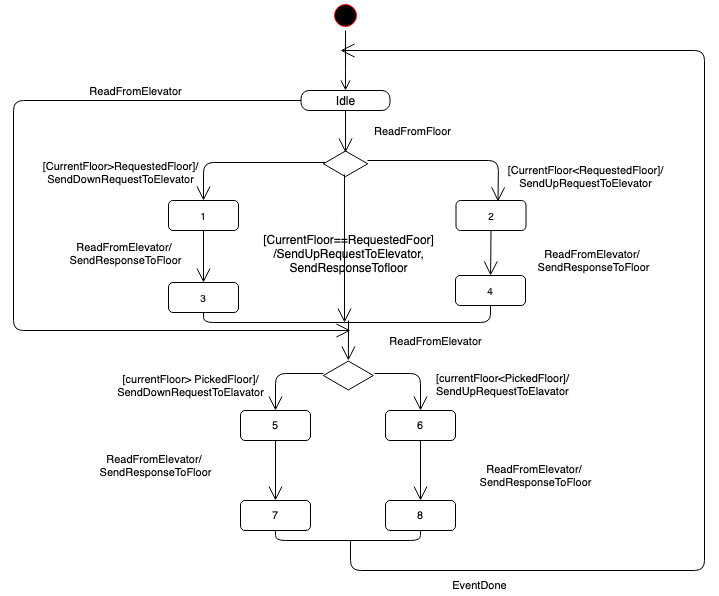 ReadFromElevator
Idle
ReadFromFloor
[CurrentFloor>RequestedFloor]/
SendDownRequestToElevator
[CurrentFloor<RequestedFloor]/
SendUpRequestToElevator
1
2
[CurrentFloor==RequestedFoor]
/SendUpRequestToElevator,
SendResponseTofloor
ReadFromElevator/
SendResponseToFloor
ReadFromElevator/
SendResponseToFloor
3
4
ReadFromElevator
[currentFloor> PickedFloor]/
SendDownRequestToElavator
[currentFloor<PickedFloor]/
SendUpRequestToElavator
5
6
ReadFromElevator/
SendResponseToFloor
ReadFromElevator/
SendResponseToFloor
7
8
EventDone